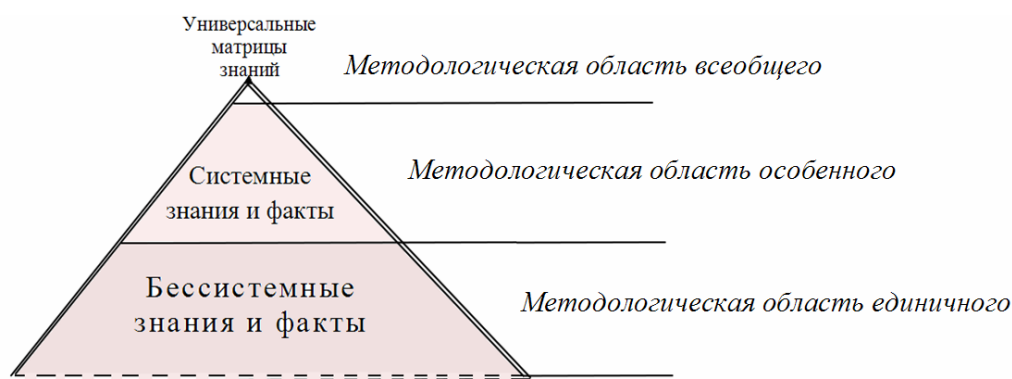 Универсальные
матрицы
знаний
Методологическая область всеобщего
Системные
знания и факты
Методологическая область особенного
Бессистемные
знания и факты
Методологическая область единичного